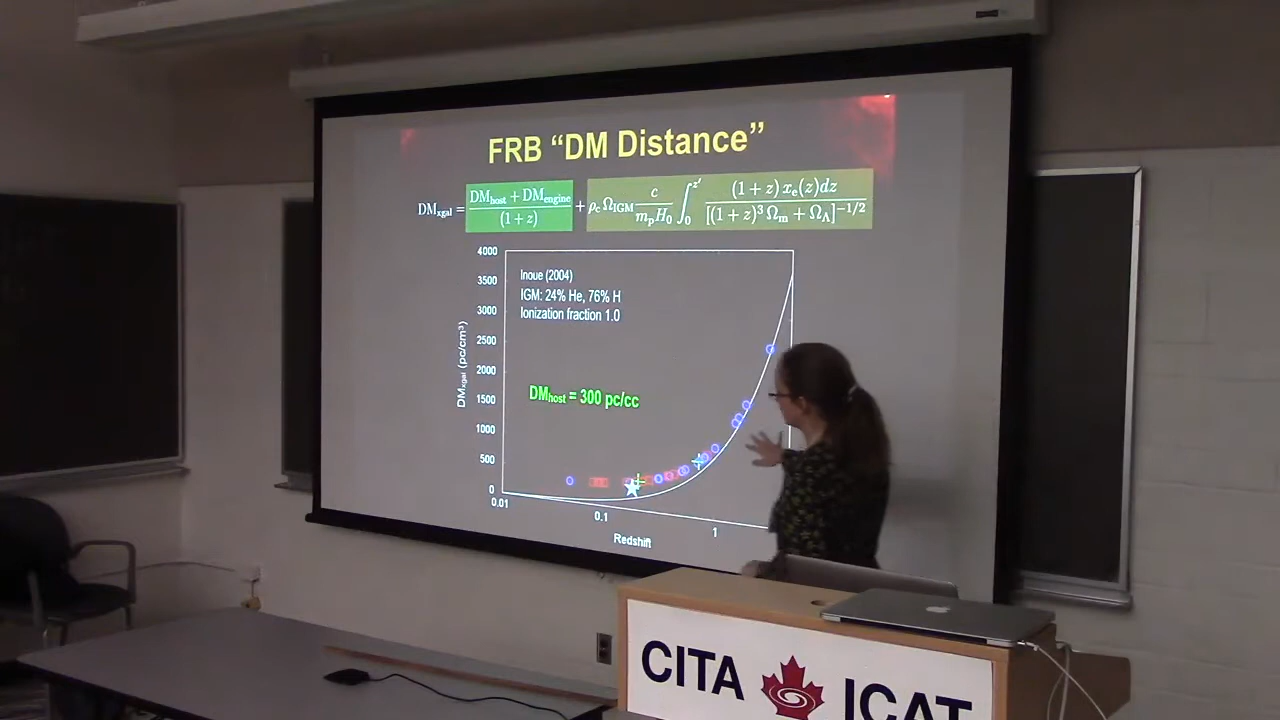 FRB “DM Distance”
DM_xgal = (DM_host + DM_engine)/(1+z) + ρ_c Ω_IGM c/(m_p H_0) ∫_0^z′ (1+z) x_e(z)dz/[(1+z)^3 Ω_m + Ω_Λ]^−1/2
4000
3500
3000
2500
2000
1500
1000
500
0
DM_xgal (pc/cm³)
Inoue (2004)
IGM: 24% He, 76% H
Ionization fraction 1.0
DM_host = 300 pc/cc
0.01
0.1
1
Redshift
CITA ICAT